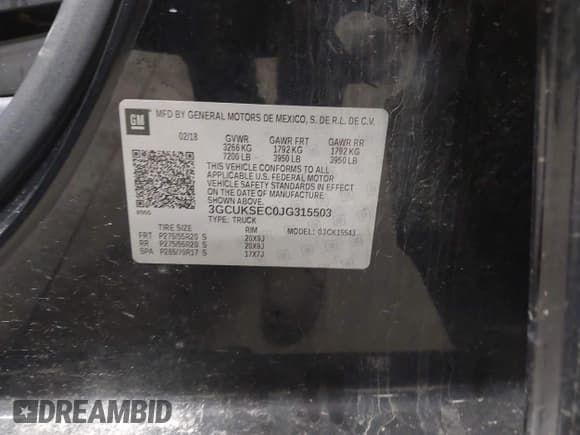 GM MFD BY GENERAL MOTORS DE MEXICO, S. DE R.L. DE C.V.
02/18 GVWR GAWR FRT GAWR RR
3266 KG 1792 KG 1792 KG
7200 LB 3950 LB 3950 LB
THIS VEHICLE CONFORMS TO ALL
APPLICABLE U.S. FEDERAL MOTOR
VEHICLE SAFETY STANDARDS IN EFFECT
ON THE DATE OF MANUFACTURE
SHOWN ABOVE.
3GCUKSEC0JG315503
TYPE: TRUCK
TIRE SIZE RIM MODEL:
FRT P275/55R20 S 20X9J
RR P275/55R20 S 20X9J
SPA P265/70R17 S 17X7J
DREAMBID